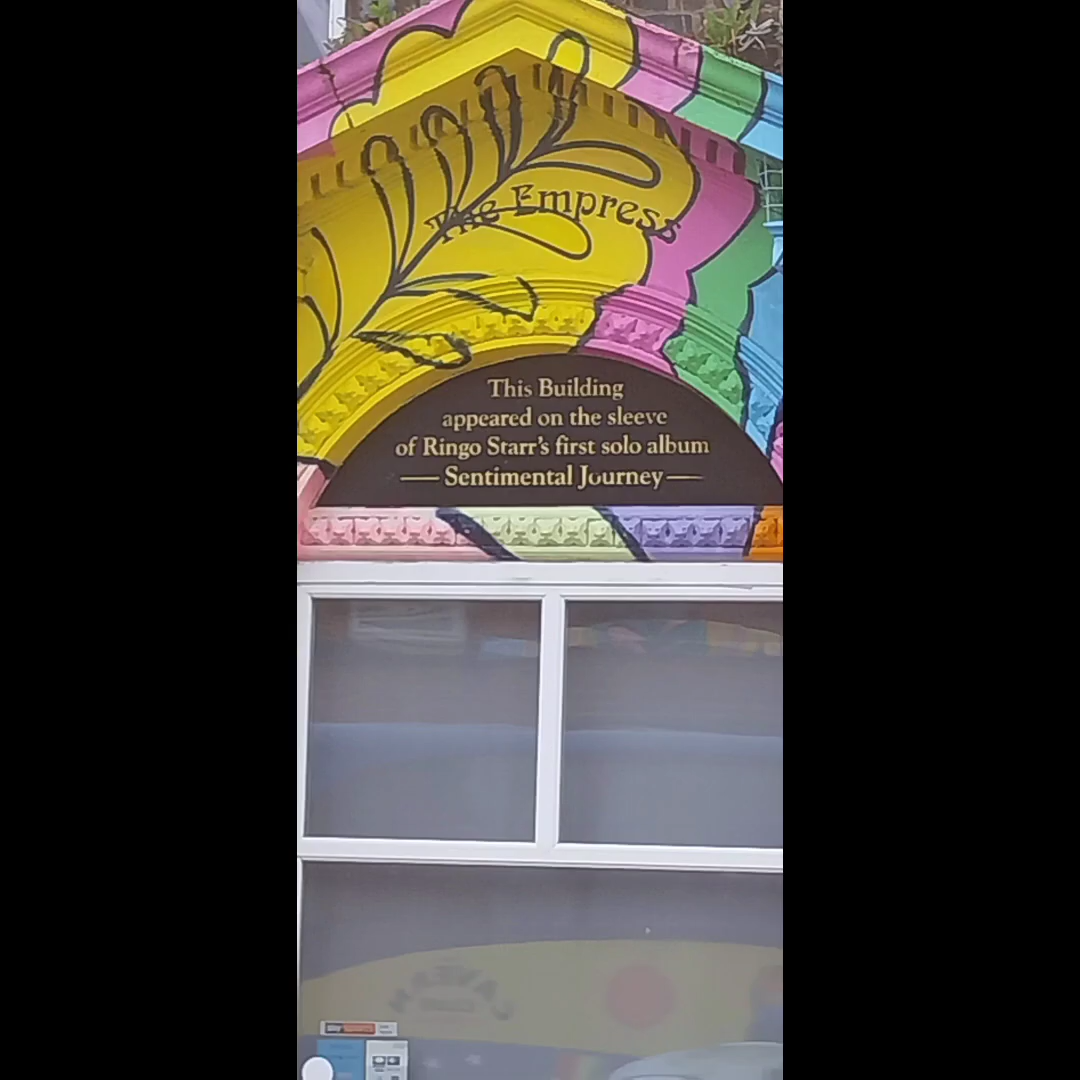 The Empress
This Building
appeared on the sleeve
of Ringo Starr's first solo album
Sentimental Journey